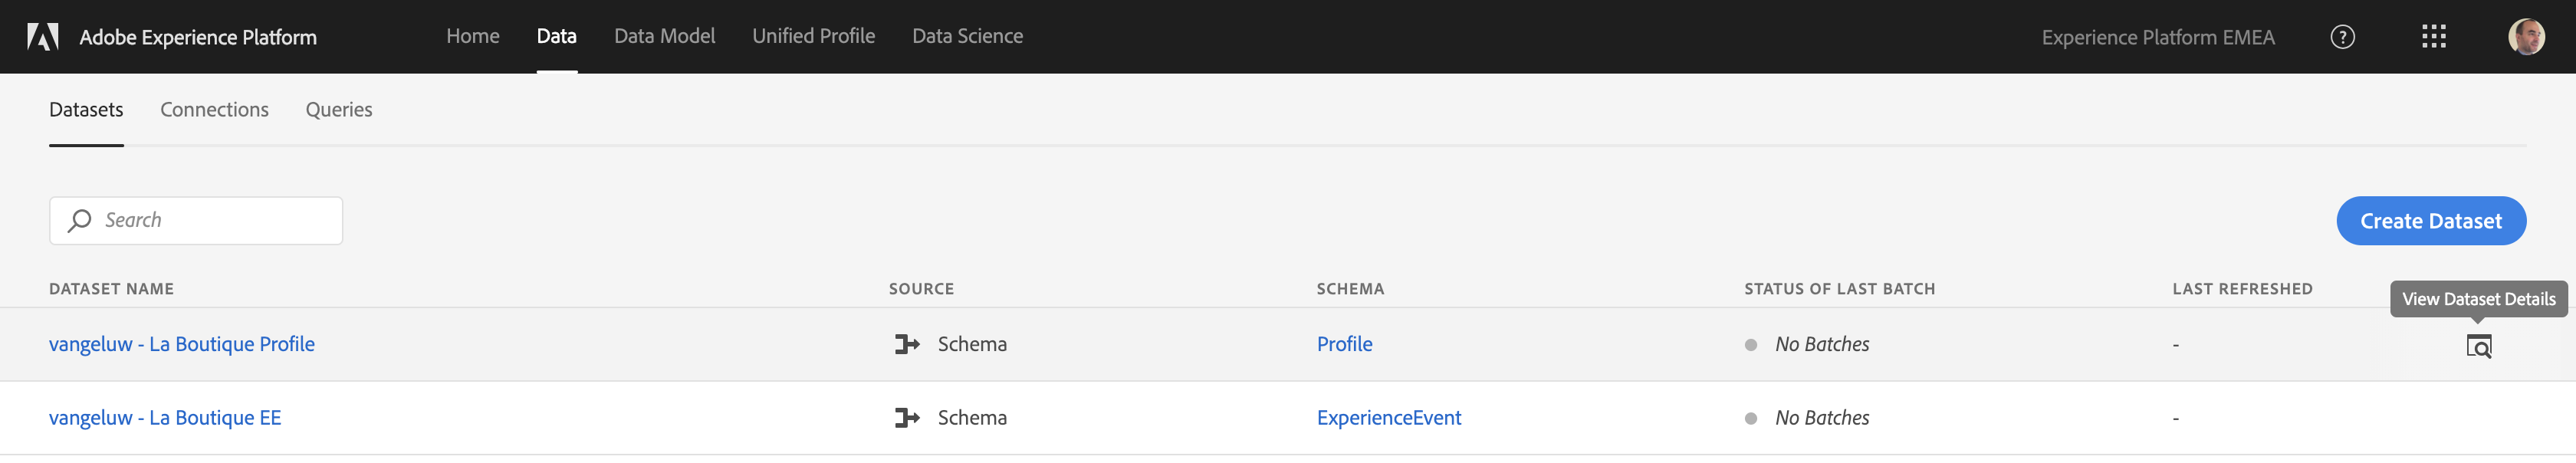 Adobe Experience Platform Home Data Data Model Unified Profile Data Science Experience Platform EMEA ?
Datasets Connections Queries
Search Create Dataset
DATASET NAME SOURCE SCHEMA STATUS OF LAST BATCH LAST REFRESHED
View Dataset Details
vangeluw - La Boutique Profile Schema Profile No Batches -
vangeluw - La Boutique EE Schema ExperienceEvent No Batches -